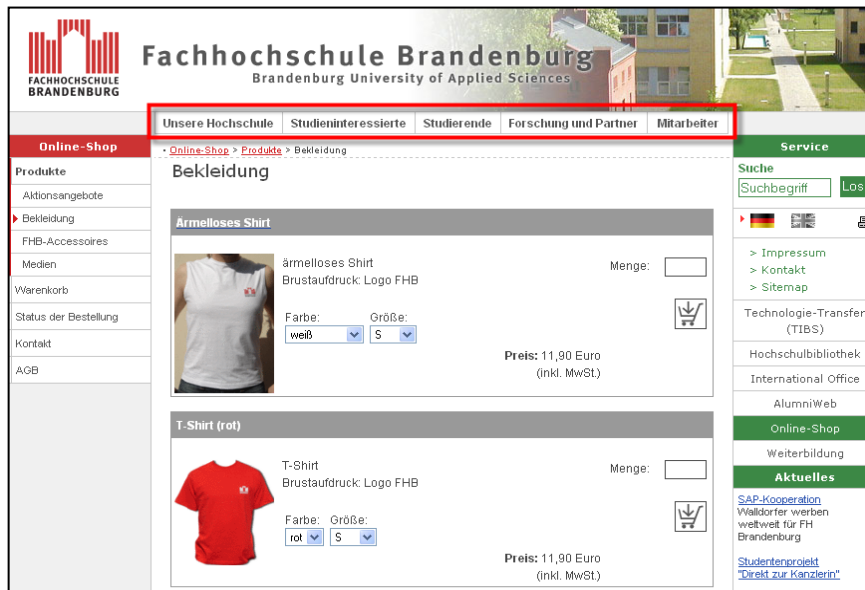 FACHHOCHSCHULE
BRANDENBURG
Fachhochschule Brandenburg
Brandenburg University of Applied Sciences
Unsere Hochschule Studieninteressierte Studierende Forschung und Partner Mitarbeiter
Online-Shop
Produkte
Aktionsangebote
Bekleidung
FHB-Accessoires
Medien
Warenkorb
Status der Bestellung
Kontakt
AGB
• Online-Shop > Produkte > Bekleidung
Bekleidung
Ärmelloses Shirt
ärmelloses Shirt
Brustaufdruck: Logo FHB
Menge:
Farbe: Größe:
weiß S
Preis: 11,90 Euro
(inkl. MwSt.)
T-Shirt (rot)
T-Shirt
Brustaufdruck: Logo FHB
Menge:
Farbe: Größe:
rot S
Preis: 11,90 Euro
(inkl. MwSt.)
Service
Suche
Suchbegriff Los
> Impressum
> Kontakt
> Sitemap
Technologie-Transfer
(TIBS)
Hochschulbibliothek
International Office
AlumniWeb
Online-Shop
Weiterbildung
Aktuelles
SAP-Kooperation
Walldorfer werben
weltweit für FH
Brandenburg
Studentenprojekt
"Direkt zur Kanzlerin"